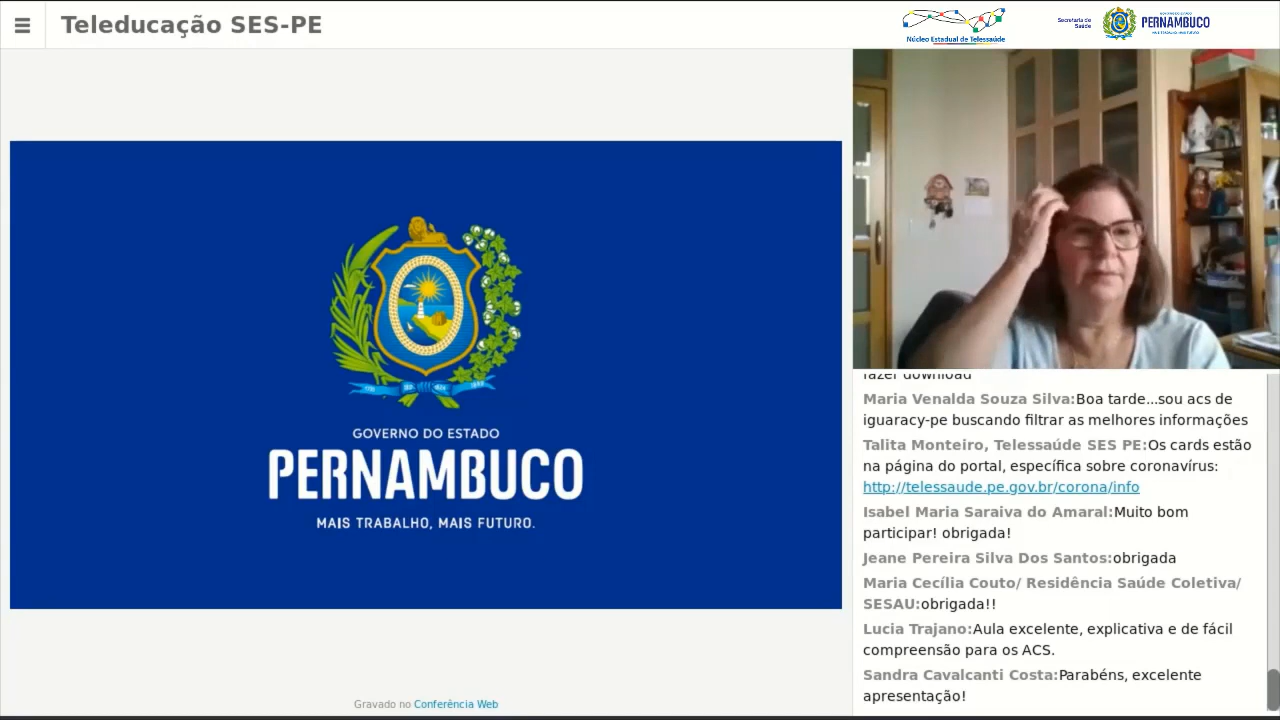 Teleducação SES-PE
Núcleo Estadual de Telessaúde
Secretaria de
Saúde
PERNAMBUCO
GOVERNO DO ESTADO
PERNAMBUCO
MAIS TRABALHO, MAIS FUTURO.
Gravado no Conferência Web
fazer download
Maria Venalda Souza Silva:Boa tarde...sou acs de
iguaracy-pe buscando filtrar as melhores informações
Talita Monteiro, Telessaúde SES PE:Os cards estão
na página do portal, específica sobre coronavírus:
http://telessaude.pe.gov.br/corona/info
Isabel Maria Saraiva do Amaral:Muito bom
participar! obrigada!
Jeane Pereira Silva Dos Santos:obrigada
Maria Cecília Couto/ Residência Saúde Coletiva/
SESAU:obrigada!!
Lucia Trajano:Aula excelente, explicativa e de fácil
compreensão para os ACS.
Sandra Cavalcanti Costa:Parabéns, excelente
apresentação!